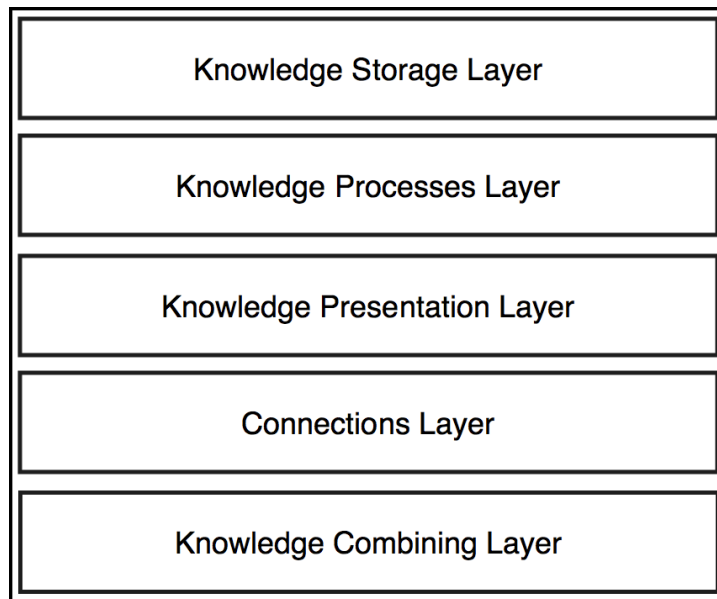 Knowledge Storage Layer
Knowledge Processes Layer
Knowledge Presentation Layer
Connections Layer
Knowledge Combining Layer